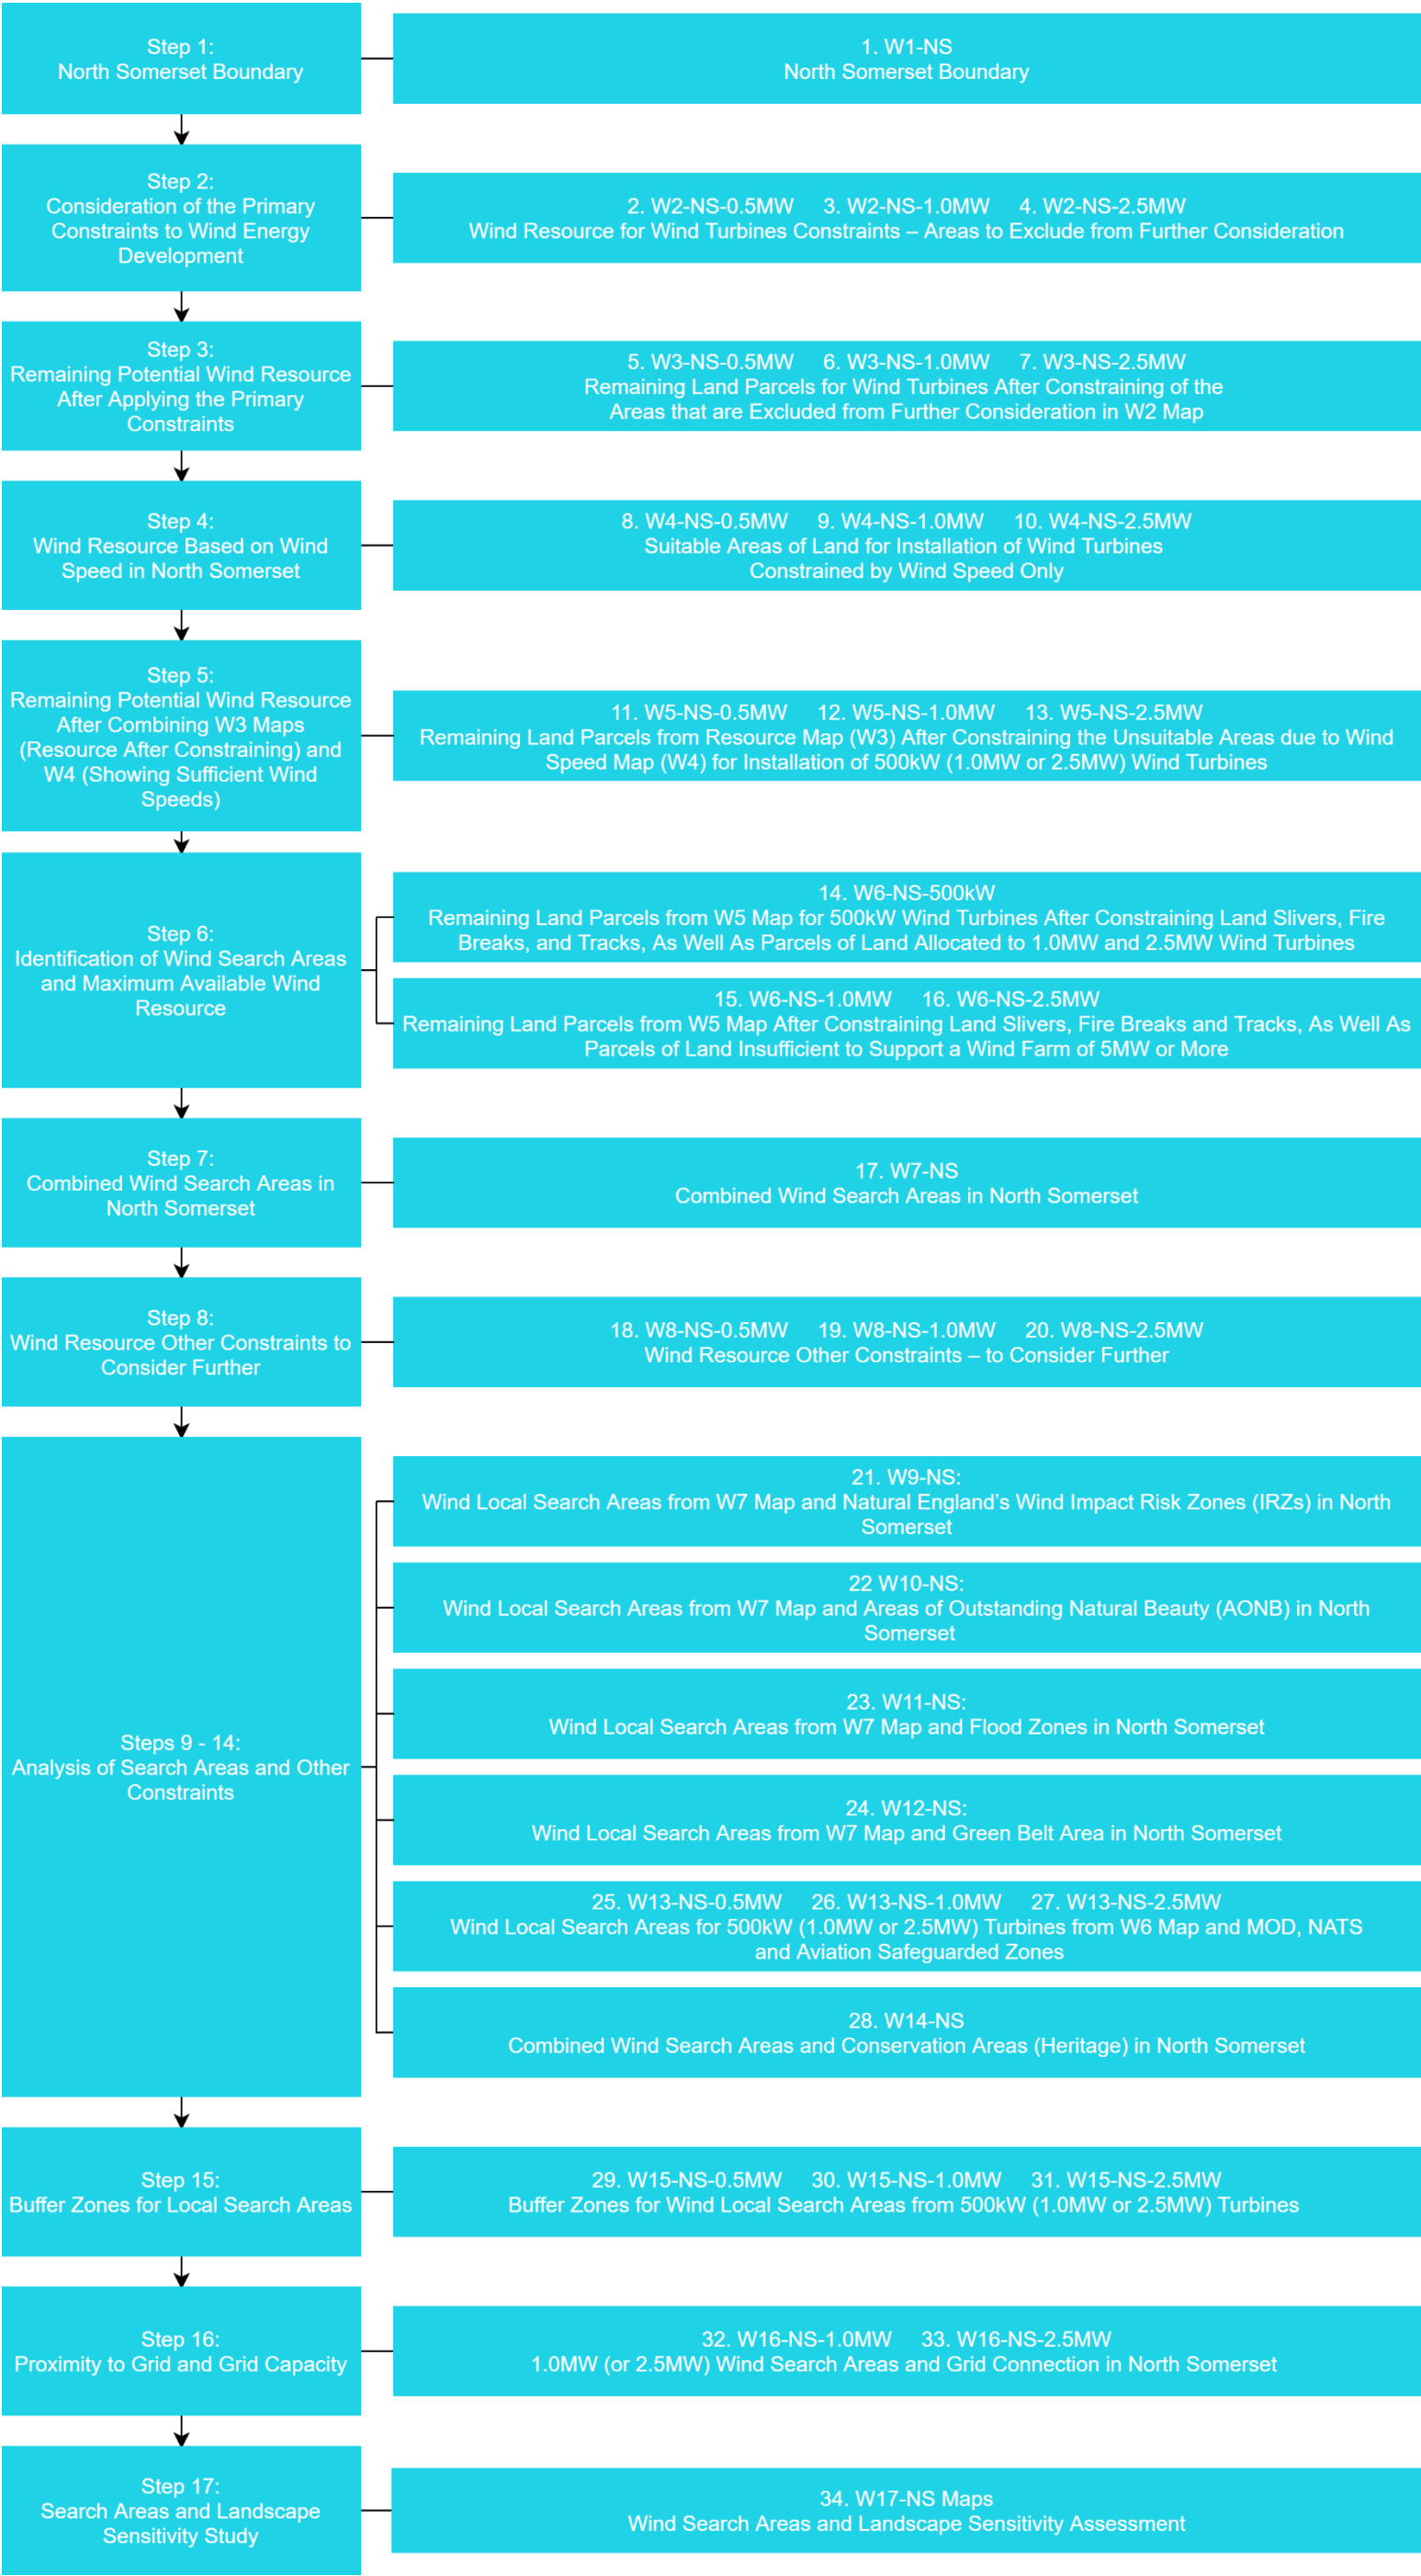 Step 1:
North Somerset Boundary
1. W1-NS
North Somerset Boundary
Step 2:
Consideration of the Primary
Constraints to Wind Energy
Development
2. W2-NS-0.5MW 3. W2-NS-1.0MW 4. W2-NS-2.5MW
Wind Resource for Wind Turbines Constraints – Areas to Exclude from Further Consideration
Step 3:
Remaining Potential Wind Resource
After Applying the Primary
Constraints
5. W3-NS-0.5MW 6. W3-NS-1.0MW 7. W3-NS-2.5MW
Remaining Land Parcels for Wind Turbines After Constraining of the
Areas that are Excluded from Further Consideration in W2 Map
Step 4:
Wind Resource Based on Wind
Speed in North Somerset
8. W4-NS-0.5MW 9. W4-NS-1.0MW 10. W4-NS-2.5MW
Suitable Areas of Land for Installation of Wind Turbines
Constrained by Wind Speed Only
Step 5:
Remaining Potential Wind Resource
After Combining W3 Maps
(Resource After Constraining) and
W4 (Showing Sufficient Wind
Speeds)
11. W5-NS-0.5MW 12. W5-NS-1.0MW 13. W5-NS-2.5MW
Remaining Land Parcels from Resource Map (W3) After Constraining the Unsuitable Areas due to Wind
Speed Map (W4) for Installation of 500kW (1.0MW or 2.5MW) Wind Turbines
Step 6:
Identification of Wind Search Areas
and Maximum Available Wind
Resource
14. W6-NS-500kW
Remaining Land Parcels from W5 Map for 500kW Wind Turbines After Constraining Land Slivers, Fire
Breaks, and Tracks, As Well As Parcels of Land Allocated to 1.0MW and 2.5MW Wind Turbines
15. W6-NS-1.0MW 16. W6-NS-2.5MW
Remaining Land Parcels from W5 Map After Constraining Land Slivers, Fire Breaks and Tracks, As Well As
Parcels of Land Insufficient to Support a Wind Farm of 5MW or More
Step 7:
Combined Wind Search Areas in
North Somerset
17. W7-NS
Combined Wind Search Areas in North Somerset
Step 8:
Wind Resource Other Constraints to
Consider Further
18. W8-NS-0.5MW 19. W8-NS-1.0MW 20. W8-NS-2.5MW
Wind Resource Other Constraints – to Consider Further
Steps 9 - 14:
Analysis of Search Areas and Other
Constraints
21. W9-NS:
Wind Local Search Areas from W7 Map and Natural England’s Wind Impact Risk Zones (IRZs) in North
Somerset
22 W10-NS:
Wind Local Search Areas from W7 Map and Areas of Outstanding Natural Beauty (AONB) in North
Somerset
23. W11-NS:
Wind Local Search Areas from W7 Map and Flood Zones in North Somerset
24. W12-NS:
Wind Local Search Areas from W7 Map and Green Belt Area in North Somerset
25. W13-NS-0.5MW 26. W13-NS-1.0MW 27. W13-NS-2.5MW
Wind Local Search Areas for 500kW (1.0MW or 2.5MW) Turbines from W6 Map and MOD, NATS
and Aviation Safeguarded Zones
28. W14-NS
Combined Wind Search Areas and Conservation Areas (Heritage) in North Somerset
Step 15:
Buffer Zones for Local Search Areas
29. W15-NS-0.5MW 30. W15-NS-1.0MW 31. W15-NS-2.5MW
Buffer Zones for Wind Local Search Areas from 500kW (1.0MW or 2.5MW) Turbines
Step 16:
Proximity to Grid and Grid Capacity
32. W16-NS-1.0MW 33. W16-NS-2.5MW
1.0MW (or 2.5MW) Wind Search Areas and Grid Connection in North Somerset
Step 17:
Search Areas and Landscape
Sensitivity Study
34. W17-NS Maps
Wind Search Areas and Landscape Sensitivity Assessment